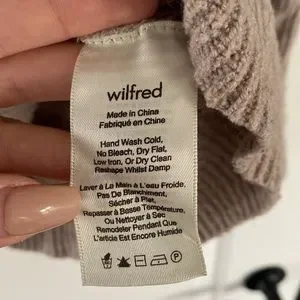 wilfred
Made in China
Fabriqué en Chine
Hand Wash Cold,
No Bleach, Dry Flat,
Low Iron, Or Dry Clean
Reshape Whilst Damp
Laver À La Main À L'eau Froide.
Pas De Blanchiment,
Sécher À Plat,
Repasser À Basse Température,
Ou Nettoyer À Sec
Remodeler Pendant Que
L'article Est Encore Humide
P